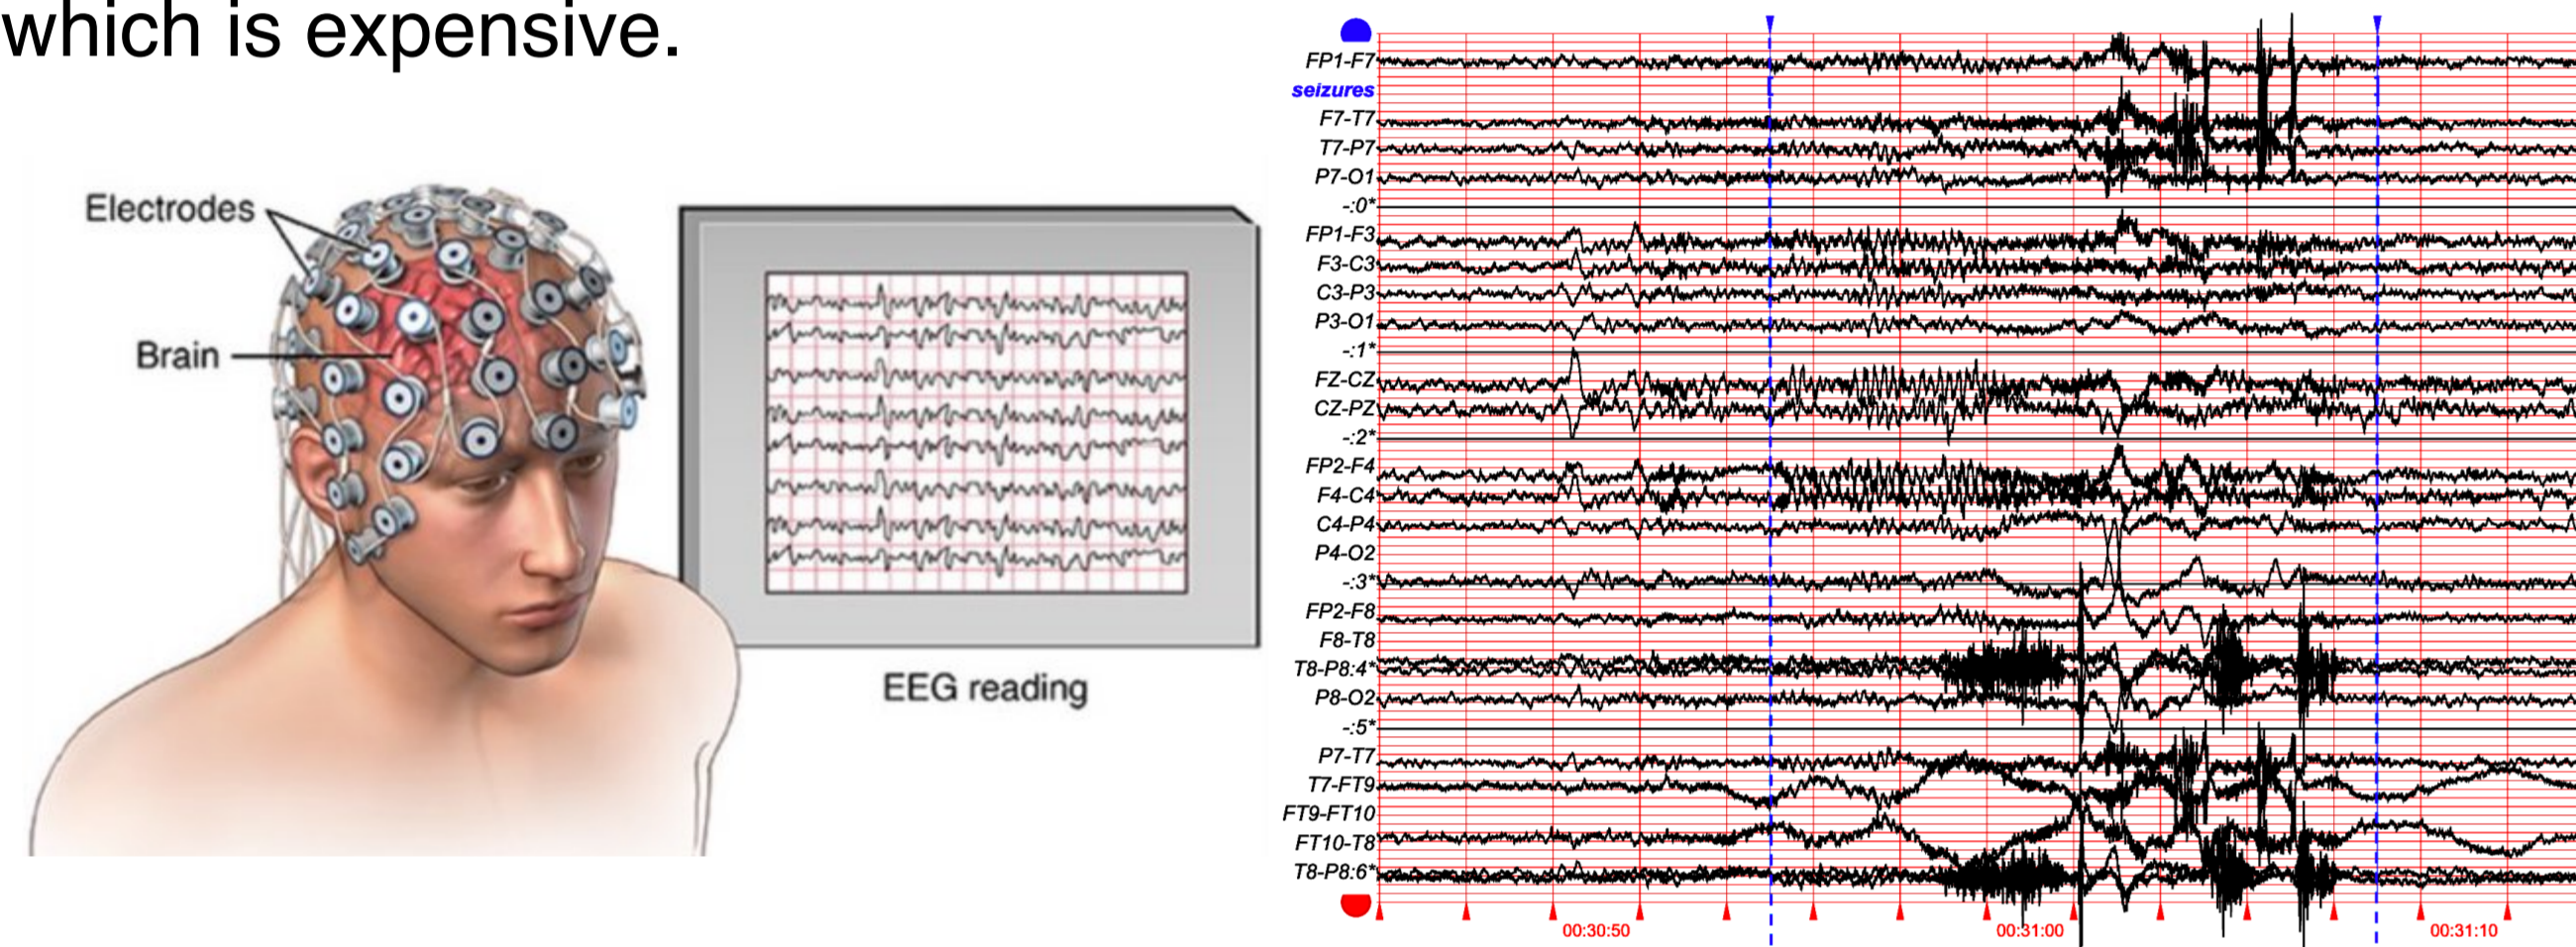 which is expensive.
Electrodes
Brain
EEG reading
FP1-F7
seizures
F7-T7
T7-P7
P7-O1
-:0*
FP1-F3
F3-C3
C3-P3
P3-O1
-:1*
FZ-CZ
CZ-PZ
-:2*
FP2-F4
F4-C4
C4-P4
P4-O2
-:3*
FP2-F8
F8-T8
T8-P8:4*
P8-O2
-:5*
P7-T7
T7-FT9
FT9-FT10
FT10-T8
T8-P8:6*
00:30:50 00:31:00 00:31:10